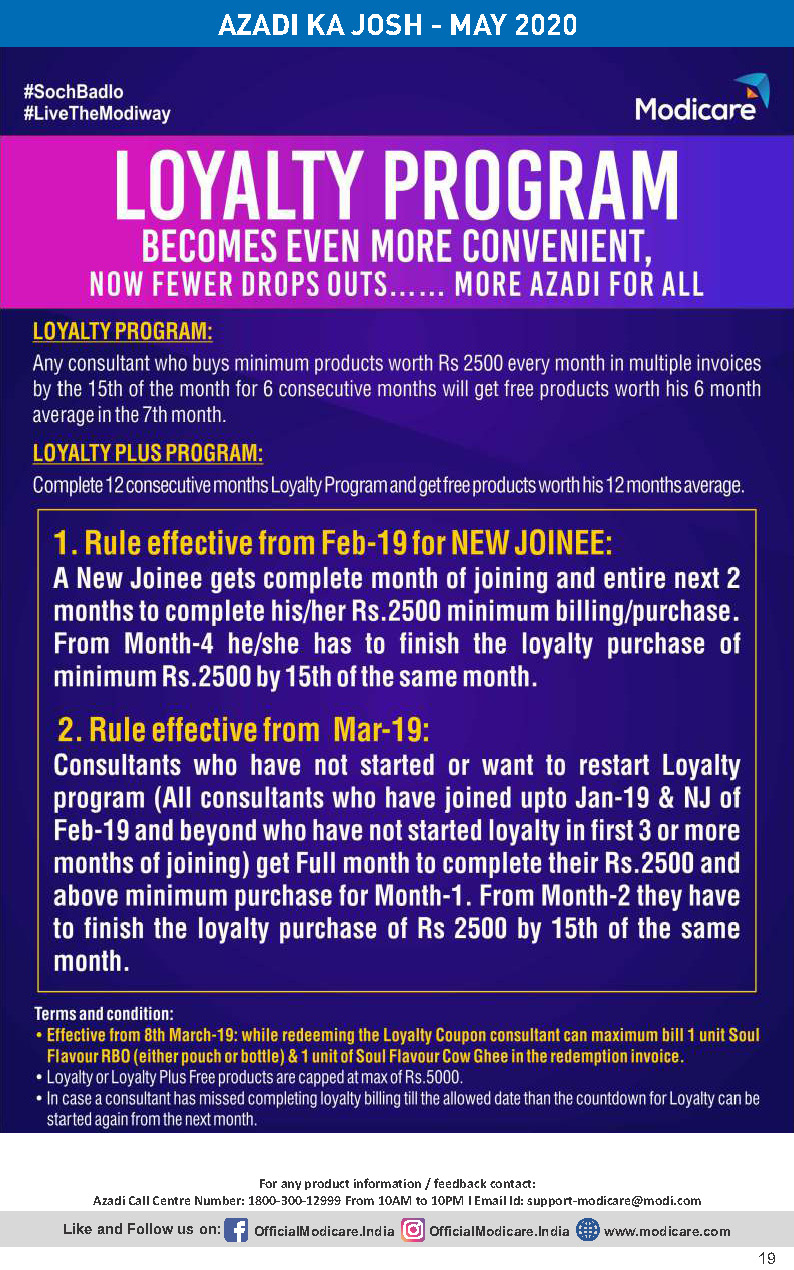 AZADI KA JOSH - MAY 2020
#SochBadlo
#LiveTheModiway
Modicare
LOYALTY PROGRAM
BECOMES EVEN MORE CONVENIENT,
NOW FEWER DROPS OUTS...... MORE AZADI FOR ALL
LOYALTY PROGRAM:
Any consultant who buys minimum products worth Rs 2500 every month in multiple invoices
by the 15th of the month for 6 consecutive months will get free products worth his 6 month
average in the 7th month.
LOYALTY PLUS PROGRAM:
Complete 12 consecutive months Loyalty Program and get free products worth his 12 months average.
1. Rule effective from Feb-19 for NEW JOINEE:
A New Joinee gets complete month of joining and entire next 2
months to complete his/her Rs.2500 minimum billing/purchase.
From Month-4 he/she has to finish the loyalty purchase of
minimum Rs.2500 by 15th of the same month.
2. Rule effective from Mar-19:
Consultants who have not started or want to restart Loyalty
program (All consultants who have joined upto Jan-19 & NJ of
Feb-19 and beyond who have not started loyalty in first 3 or more
months of joining) get Full month to complete their Rs.2500 and
above minimum purchase for Month-1. From Month-2 they have
to finish the loyalty purchase of Rs 2500 by 15th of the same
month.
Terms and condition:
• Effective from 8th March-19: while redeeming the Loyalty Coupon consultant can maximum bill 1 unit Soul
Flavour RBO (either pouch or bottle) & 1 unit of Soul Flavour Cow Ghee in the redemption invoice.
• Loyalty or Loyalty Plus Free products are capped at max of Rs.5000.
• In case a consultant has missed completing loyalty billing till the allowed date than the countdown for Loyalty can be
started again from the next month.
For any product information / feedback contact:
Azadi Call Centre Number: 1800-300-12999 From 10AM to 10PM I Email Id: support-modicare@modi.com
Like and Follow us on: OfficialModicare.India OfficialModicare.India www.modicare.com
19